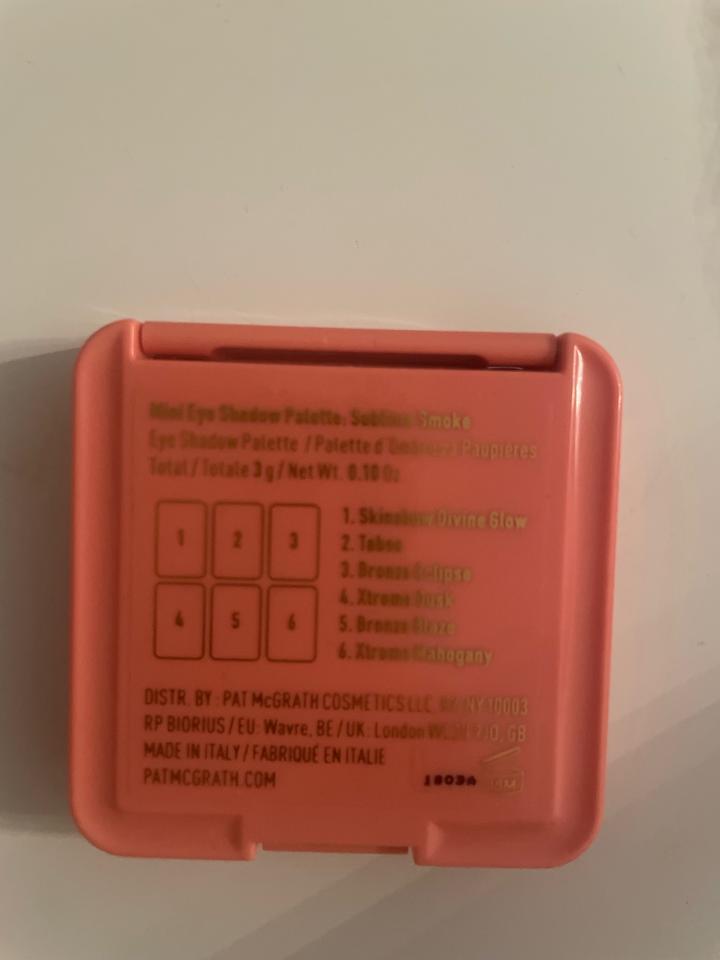 Mini Eye Shadow Palette: Sublime Smoke
Eye Shadow Palette / Palette d'Ombres à Paupières
Total / Totale 3 g / Net Wt. 0.10 Oz
1 2 3
4 5 6
1. Skinshow Divine Glow
2. Taboo
3. Bronze Eclipse
4. Xtreme Dusk
5. Bronze Blaze
6. Xtreme Mahogany
DISTR. BY : PAT McGRATH COSMETICS LLC, NY NY 10003
RP BIORIUS / EU: Wavre, BE / UK: London GB
MADE IN ITALY / FABRIQUÉ EN ITALIE
PATMCGRATH.COM
1803A